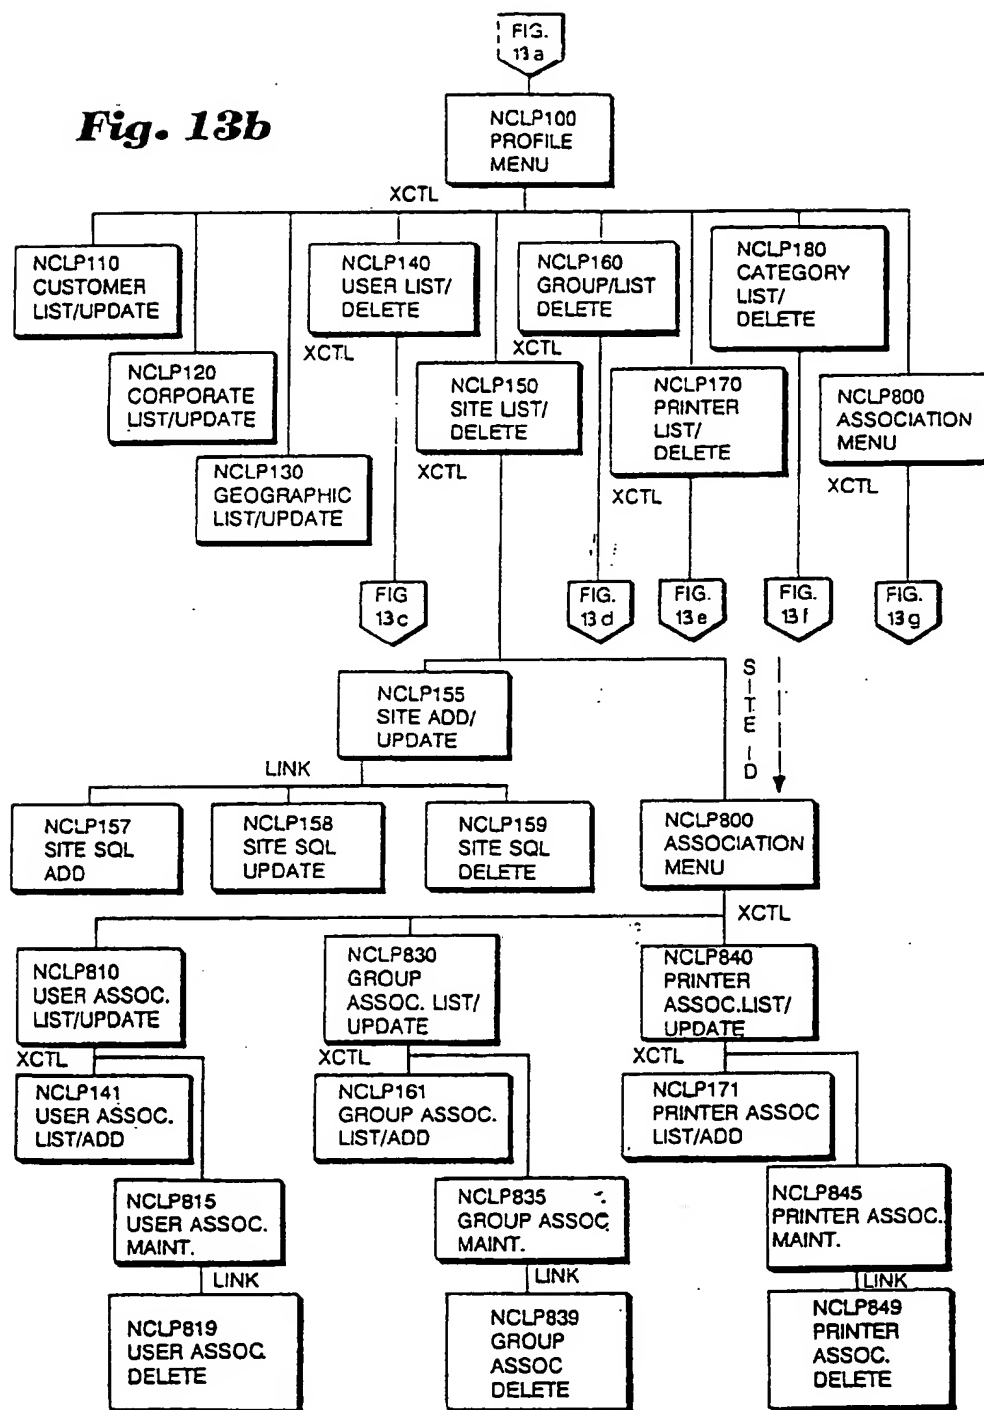 FIG.
13a
Fig. 13b
NCLP100
PROFILE
MENU
XCTL
NCLP110
CUSTOMER
LIST/UPDATE
NCLP140
USER LIST/
DELETE
NCLP160
GROUP/LIST
DELETE
NCLP180
CATEGORY
LIST/
DELETE
XCTL
XCTL
NCLP120
CORPORATE
LIST/UPDATE
NCLP150
SITE LIST/
DELETE
NCLP170
PRINTER
LIST/
DELETE
NCLP800
ASSOCIATION
MENU
NCLP130
GEOGRAPHIC
LIST/UPDATE
XCTL
XCTL
XCTL
FIG
13c
FIG.
13d
FIG.
13e
FIG.
13f
FIG.
13g
NCLP155
SITE ADD/
UPDATE
SITE ID
LINK
NCLP157
SITE SQL
ADD
NCLP158
SITE SQL
UPDATE
NCLP159
SITE SQL
DELETE
NCLP800
ASSOCIATION
MENU
XCTL
NCLP810
USER ASSOC.
LIST/UPDATE
NCLP830
GROUP
ASSOC. LIST/
UPDATE
NCLP840
PRINTER
ASSOC.LIST/
UPDATE
XCTL
XCTL
XCTL
NCLP141
USER ASSOC.
LIST/ADD
NCLP161
GROUP ASSOC.
LIST/ADD
NCLP171
PRINTER ASSOC
LIST/ADD
NCLP815
USER ASSOC.
MAINT.
NCLP835
GROUP ASSOC
MAINT.
NCLP845
PRINTER ASSOC.
MAINT.
LINK
LINK
LINK
NCLP819
USER ASSOC.
DELETE
NCLP839
GROUP
ASSOC
DELETE
NCLP849
PRINTER
ASSOC.
DELETE